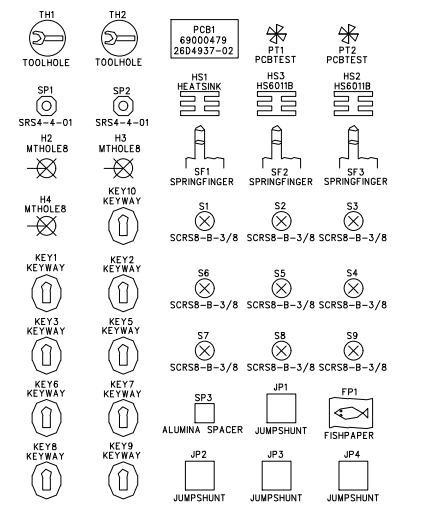 TH1 TH2
TOOLHOLE TOOLHOLE
PCB1
69000479
26D4937-02
PT1 PT2
PCBTEST PCBTEST
SP1 SP2
SRS4-4-01 SRS4-4-01
HS1 HS3 HS2
HEATSINK HS6011B HS6011B
H2 H3
MTHOLE8 MTHOLE8
SF1 SF2 SF3
SPRINGFINGER SPRINGFINGER SPRINGFINGER
H4 KEY10
MTHOLE8 KEYWAY
S1 S2 S3
SCRS8-B-3/8 SCRS8-B-3/8 SCRS8-B-3/8
KEY1 KEY2
KEYWAY KEYWAY
S6 S5 S4
SCRS8-B-3/8 SCRS8-B-3/8 SCRS8-B-3/8
KEY3 KEY5
KEYWAY KEYWAY
S7 S8 S9
SCRS8-B-3/8 SCRS8-B-3/8 SCRS8-B-3/8
KEY6 KEY7
KEYWAY KEYWAY
SP3 JP1 FP1
ALUMINA SPACER JUMPSHUNT FISHPAPER
KEY8 KEY9
KEYWAY KEYWAY
JP2 JP3 JP4
JUMPSHUNT JUMPSHUNT JUMPSHUNT